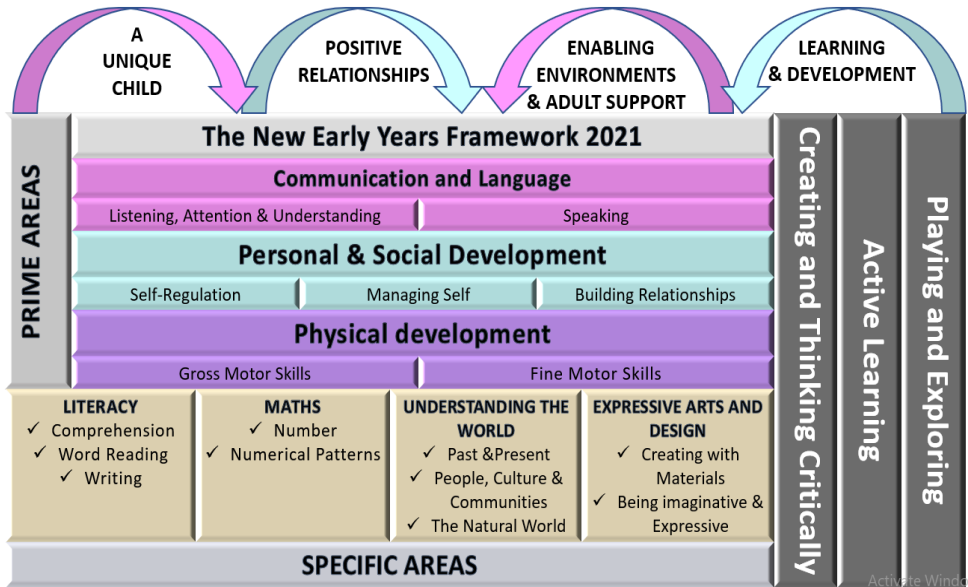 A
UNIQUE
CHILD
POSITIVE
RELATIONSHIPS
ENABLING
ENVIRONMENTS
& ADULT SUPPORT
LEARNING
& DEVELOPMENT
PRIME AREAS
The New Early Years Framework 2021
Communication and Language
Listening, Attention & Understanding
Speaking
Personal & Social Development
Self-Regulation
Managing Self
Building Relationships
Physical development
Gross Motor Skills
Fine Motor Skills
LITERACY
✓ Comprehension
✓ Word Reading
✓ Writing
MATHS
✓ Number
✓ Numerical Patterns
UNDERSTANDING THE
WORLD
✓ Past &Present
✓ People, Culture &
Communities
✓ The Natural World
EXPRESSIVE ARTS AND
DESIGN
✓ Creating with
Materials
✓ Being imaginative &
Expressive
SPECIFIC AREAS
Creating and Thinking Critically
Active Learning
Playing and Exploring
Activate Windo